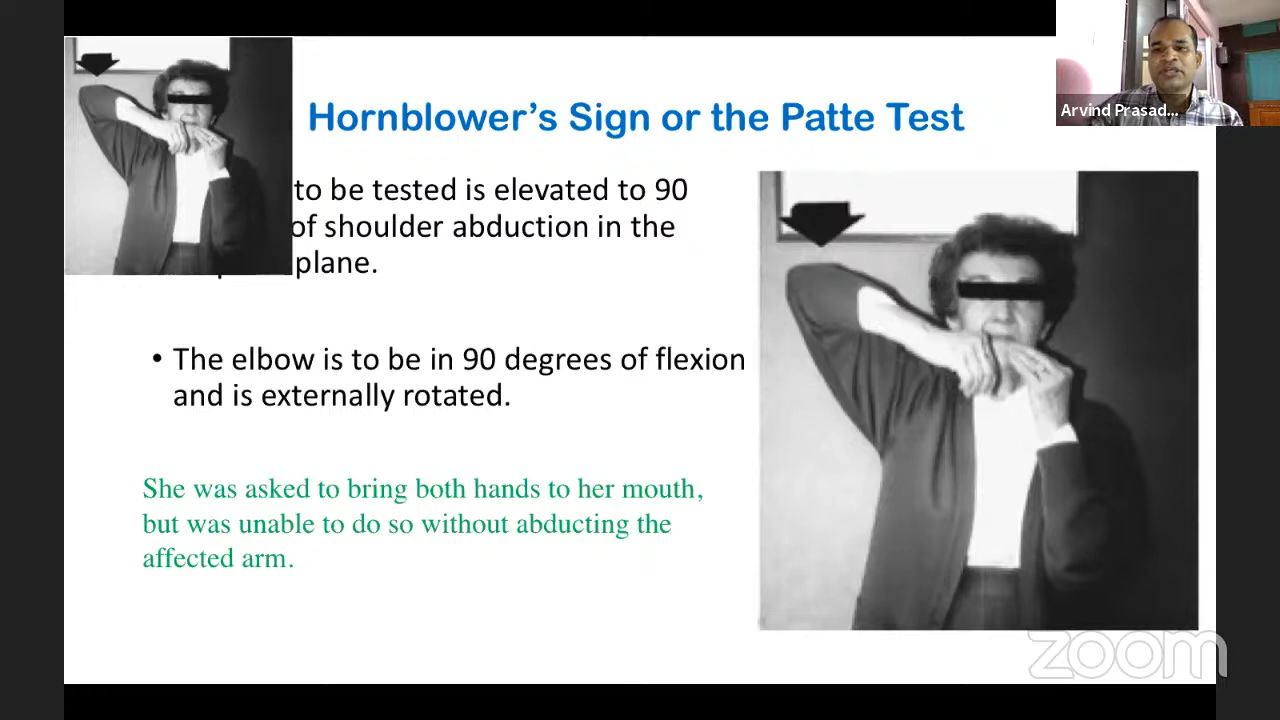 Arvind Prasad...
Hornblower's Sign or the Patte Test
to be tested is elevated to 90
of shoulder abduction in the
plane.
• The elbow is to be in 90 degrees of flexion
and is externally rotated.
She was asked to bring both hands to her mouth,
but was unable to do so without abducting the
affected arm.
zoom